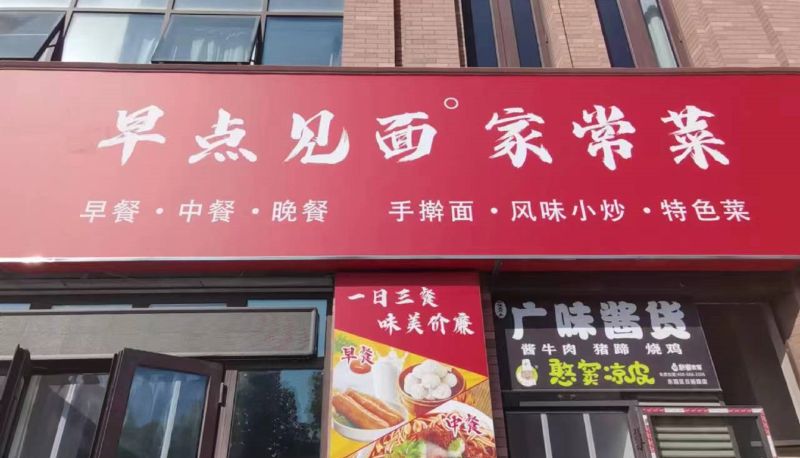 早点见面°家常菜
早餐·中餐·晚餐 手擀面·风味小炒·特色菜
一日三餐
味美价廉
早餐
中餐
广味酱货
酱牛肉 猪蹄 烧鸡
憨窦凉皮